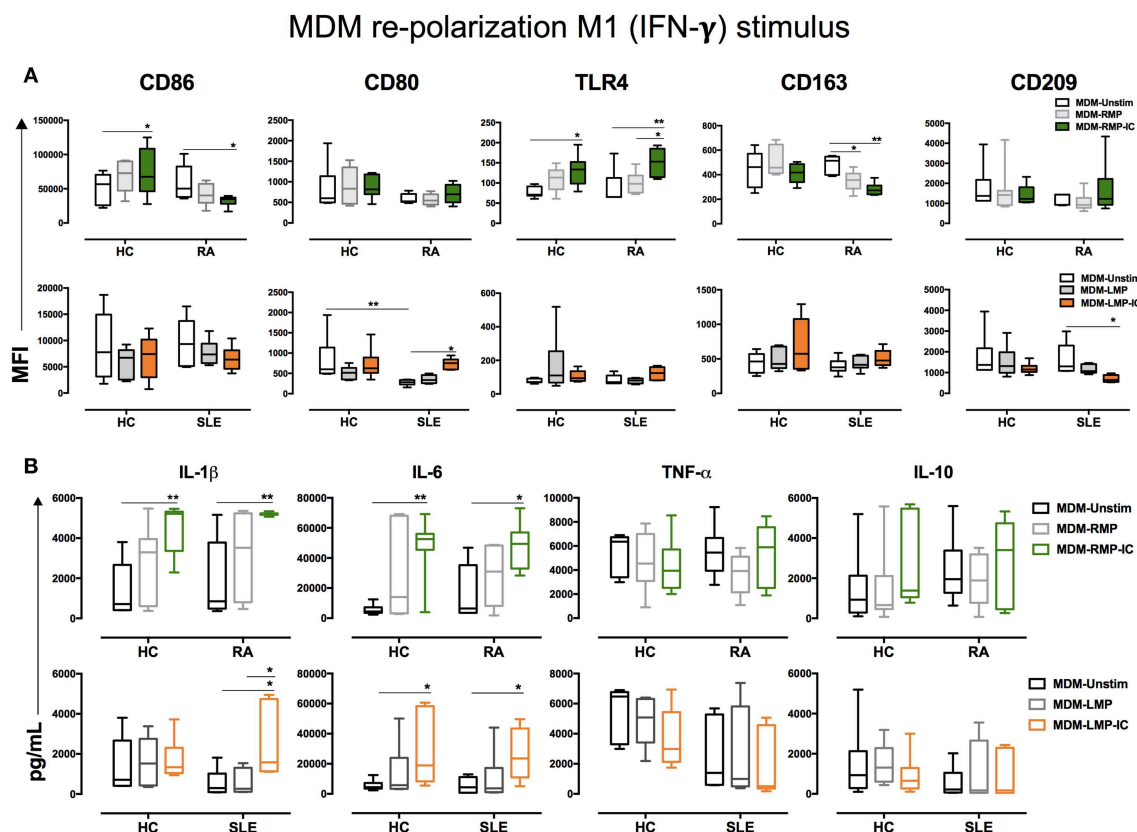 MDM re-polarization M1 (IFN-γ) stimulus
A
CD86 CD80 TLR4 CD163 CD209
MDM-Unstim
MDM-RMP
MDM-RMP-IC
150000 100000 50000 0
2500 2000 1500 1000 500 0
250 200 150 100 50 0
800 600 400 200 0
5000 4000 3000 2000 1000 0
* * * ** * ** *
HC RA HC RA HC RA HC RA HC RA
MFI
MDM-Unstim
MDM-LMP
MDM-LMP-IC
20000 15000 10000 5000 0
2500 2000 1500 1000 500 0
600 400 200 0
1500 1000 500 0
5000 4000 3000 2000 1000 0
** * *
HC SLE HC SLE HC SLE HC SLE HC SLE
B
IL-1β IL-6 TNF-α IL-10
MDM-Unstim
MDM-RMP
MDM-RMP-IC
6000 4000 2000 0
80000 60000 40000 20000 0
10000 8000 6000 4000 2000 0
6000 4000 2000 0
** ** ** *
HC RA HC RA HC RA HC RA
pg/mL
MDM-Unstim
MDM-LMP
MDM-LMP-IC
6000 4000 2000 0
80000 60000 40000 20000 0
8000 6000 4000 2000 0
6000 4000 2000 0
* * * *
HC SLE HC SLE HC SLE HC SLE